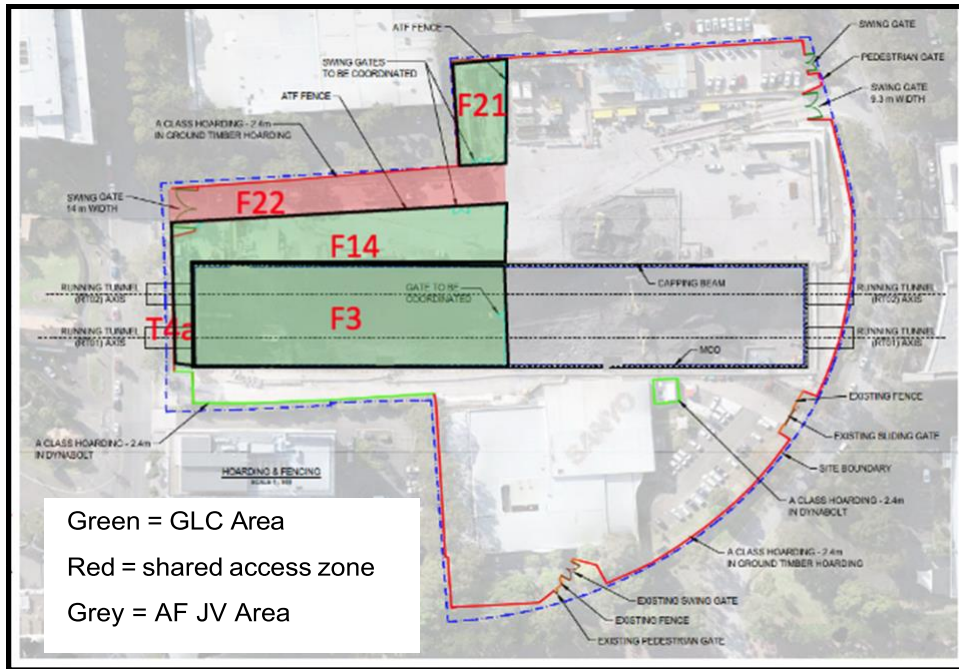 ATF FENCE
SWING GATE
SWING GATES
TO BE COORDINATED
PEDESTRIAN GATE
ATF FENCE
SWING GATE
9.3 m WIDTH
F21
A CLASS HOARDING - 2.4m
IN GROUND TIMBER HOARDING
SWING GATE
14 m WIDTH
F22
F14
GATE TO BE
COORDINATED
CAPPING BEAM
RUNNING TUNNEL
(RT02) AXIS
RUNNING TUNNEL
(RT02) AXIS
F3
T4a
RUNNING TUNNEL
(RT01) AXIS
RUNNING TUNNEL
(RT01) AXIS
MOD
EXISTING FENCE
EXISTING SLIDING GATE
A CLASS HOARDING - 2.4m
IN DYNABOLT
SITE BOUNDARY
HOARDING & FENCING
A CLASS HOARDING - 2.4m
IN DYNABOLT
Green = GLC Area
Red = shared access zone
Grey = AF JV Area
A CLASS HOARDING - 2.4m
IN GROUND TIMBER HOARDING
EXISTING SWING GATE
EXISTING FENCE
EXISTING PEDESTRIAN GATE